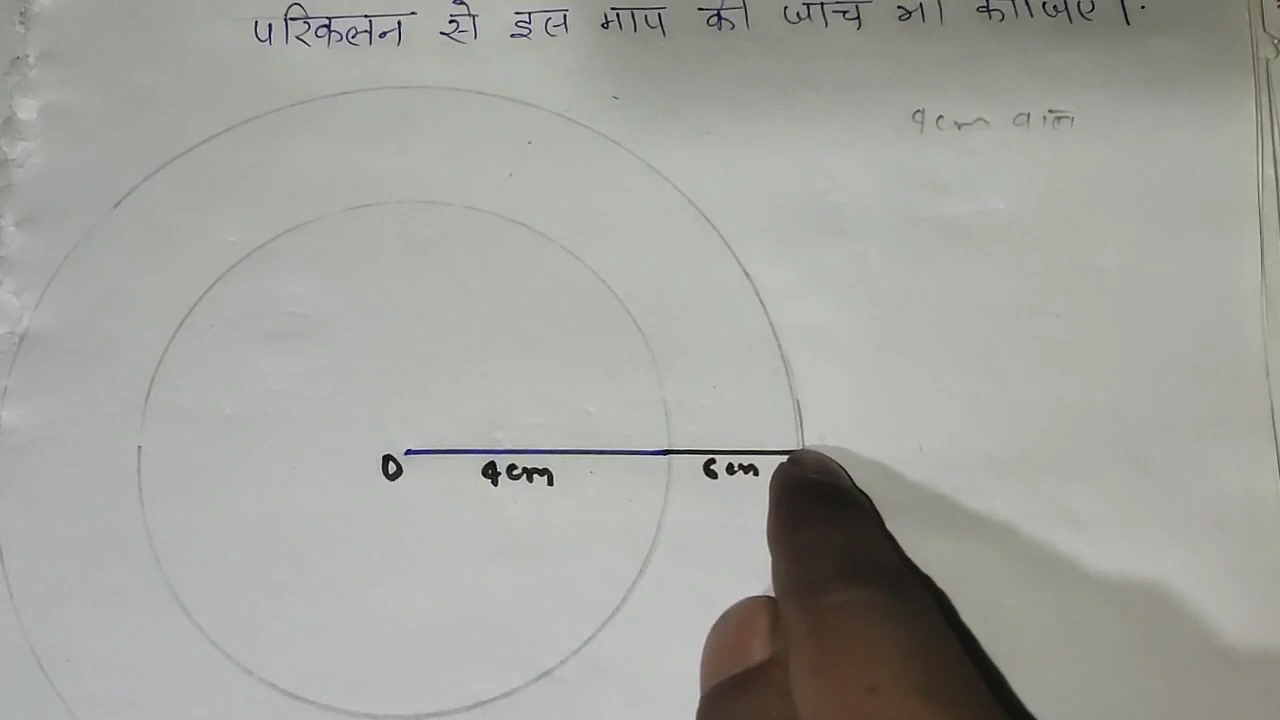 परिकलन से इस माप की जाँच भी कीजिए।
4cm वाल
O 4cm 6cm